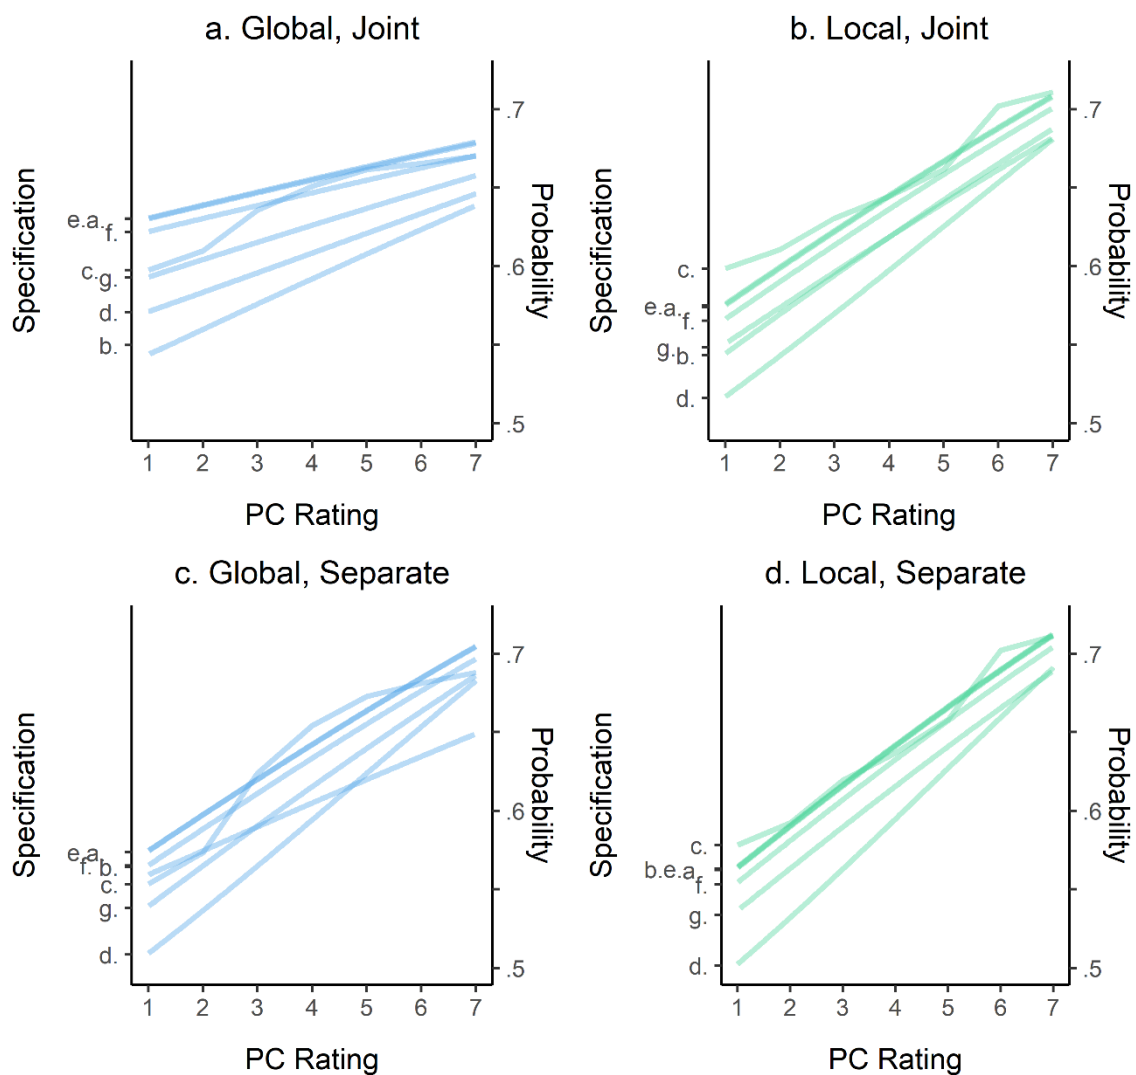 a. Global, Joint
Specification
e.a.
f.
c.
g.
d.
b.
.7
.6
.5
Probability
1 2 3 4 5 6 7
PC Rating
b. Local, Joint
Specification
c.
e.a.
f.
g.
b.
d.
.7
.6
.5
Probability
1 2 3 4 5 6 7
PC Rating
c. Global, Separate
Specification
e.a.
f.
b.
c.
g.
d.
.7
.6
.5
Probability
1 2 3 4 5 6 7
PC Rating
d. Local, Separate
Specification
c.
b.e.a.
f.
g.
d.
.7
.6
.5
Probability
1 2 3 4 5 6 7
PC Rating